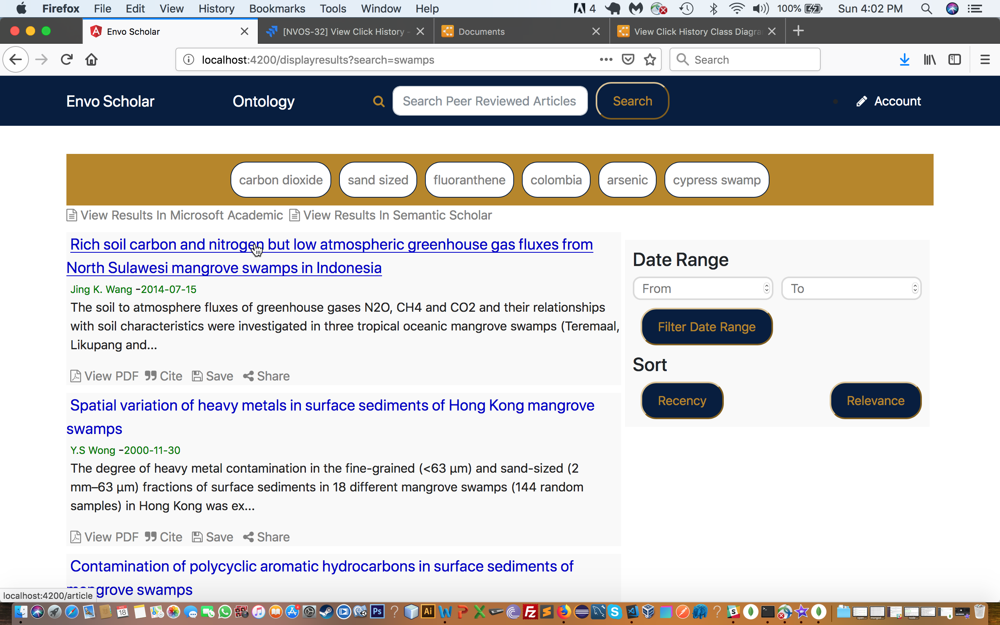 Firefox File Edit View History Bookmarks Tools Window Help 4 100% Sun 4:02 PM
Envo Scholar [NVOS-32] View Click History - Documents View Click History Class Diagra
localhost:4200/displayresults?search=swamps Search
Envo Scholar Ontology Search Peer Reviewed Articles Search Account
carbon dioxide sand sized fluoranthene colombia arsenic cypress swamp
View Results In Microsoft Academic View Results In Semantic Scholar
Rich soil carbon and nitrogen but low atmospheric greenhouse gas fluxes from
North Sulawesi mangrove swamps in Indonesia
Jing K. Wang -2014-07-15
The soil to atmosphere fluxes of greenhouse gases N2O, CH4 and CO2 and their relationships
with soil characteristics were investigated in three tropical oceanic mangrove swamps (Teremaal,
Likupang and...
View PDF Cite Save Share
Date Range
From To
Filter Date Range
Sort
Recency Relevance
Spatial variation of heavy metals in surface sediments of Hong Kong mangrove
swamps
Y.S Wong -2000-11-30
The degree of heavy metal contamination in the fine-grained (<63 μm) and sand-sized (2
mm–63 μm) fractions of surface sediments in 18 different mangrove swamps (144 random
samples) in Hong Kong was ex...
View PDF Cite Save Share
Contamination of polycyclic aromatic hydrocarbons in surface sediments of
mangrove swamps
localhost:4200/article
NOV
18
4
Ps
Ai
Fz
S